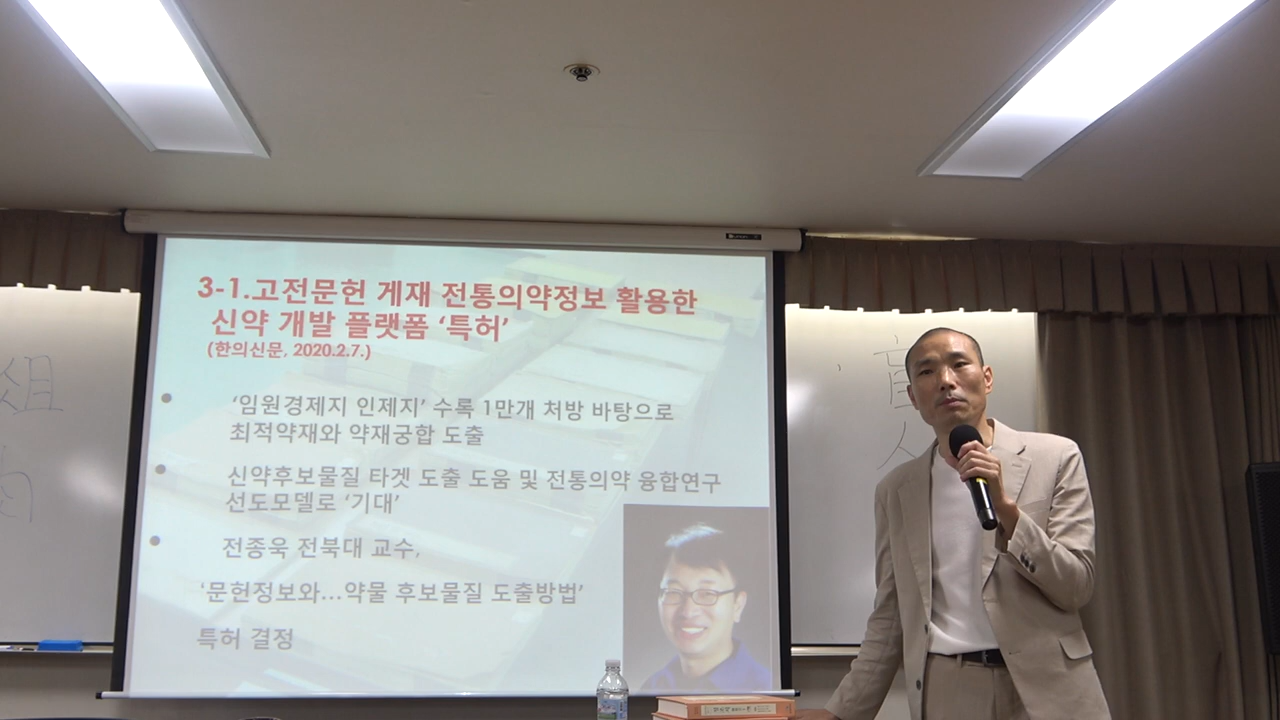 3-1.고전문헌 게재 전통의약정보 활용한
신약 개발 플랫폼 ‘특허’
(한의신문, 2020.2.7.)
• ‘임원경제지 인제지’ 수록 1만개 처방 바탕으로
최적약재와 약재궁합 도출
• 신약후보물질 타겟 도출 도움 및 전통의약 융합연구
선도모델로 ‘기대’
• 전종욱 전북대 교수,
‘문헌정보와...약물 후보물질 도출방법’
특허 결정
組
肉
盲
人